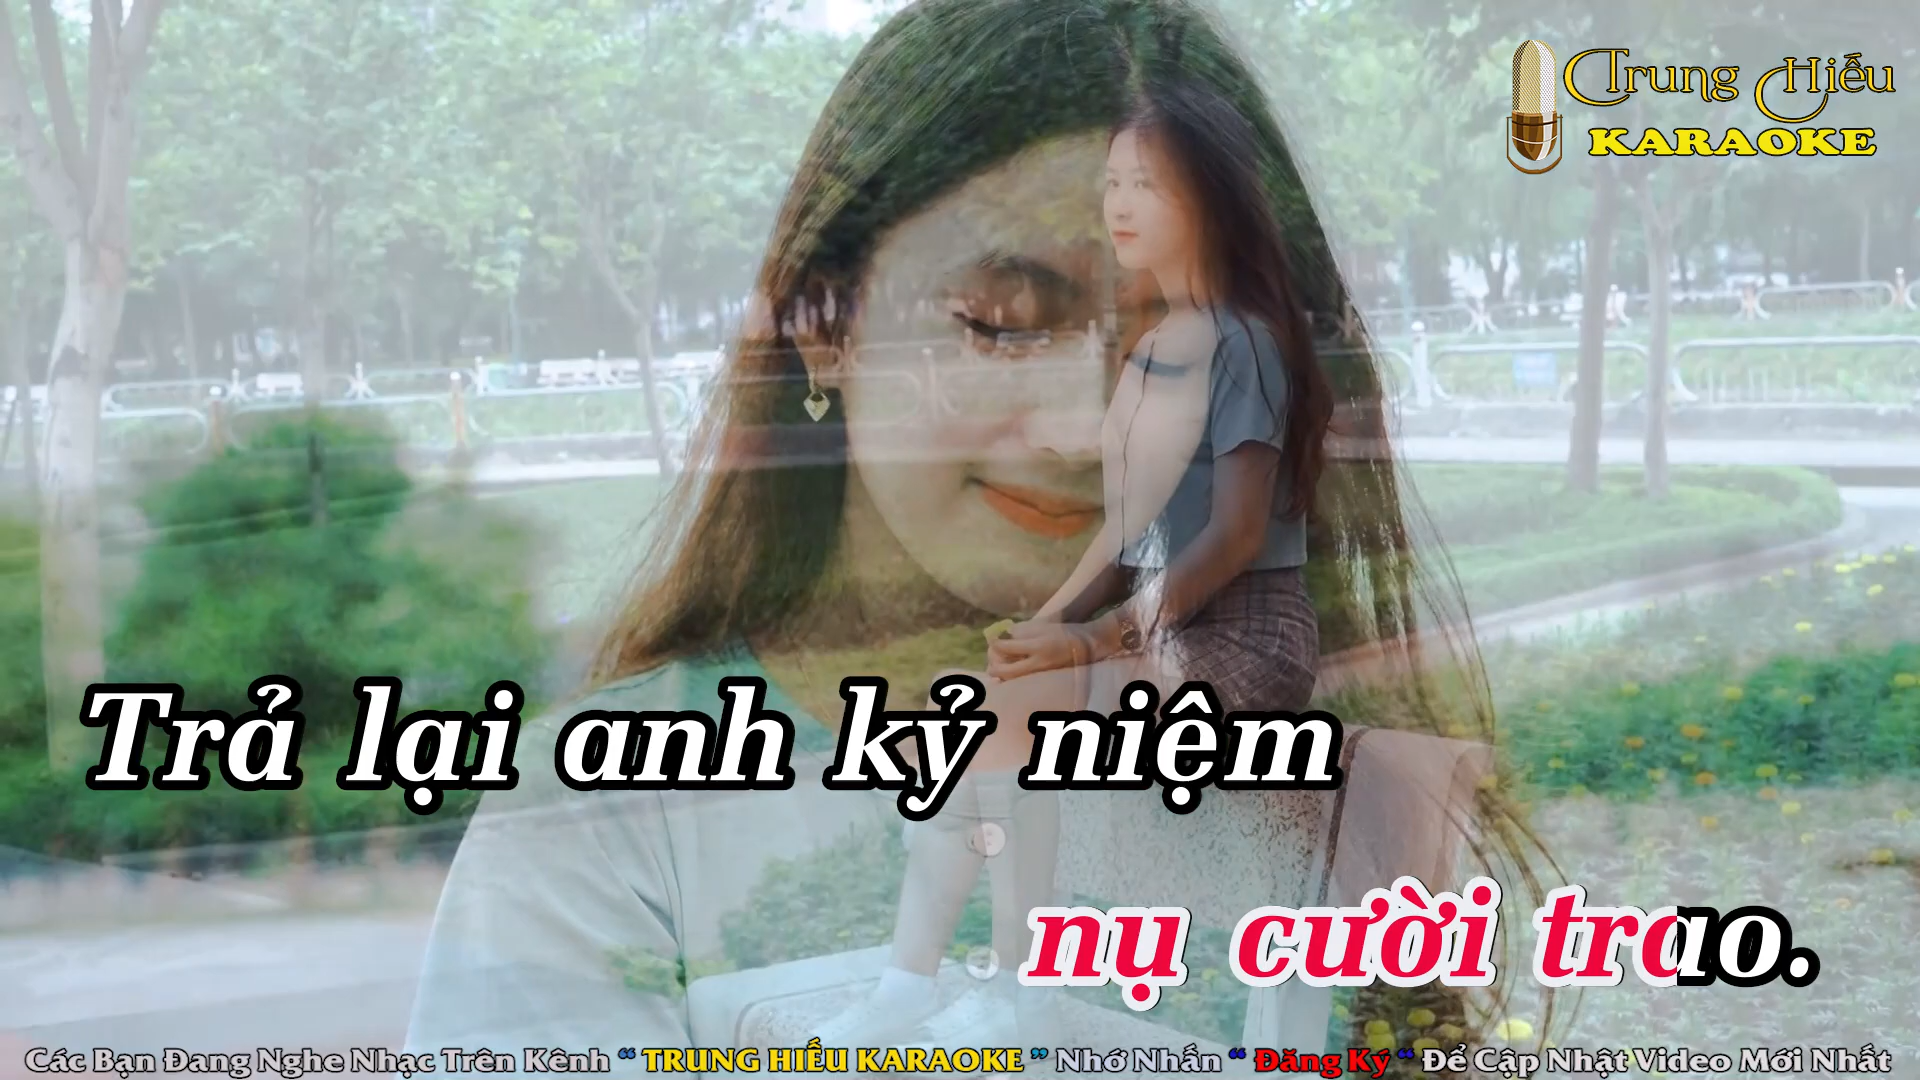 Trung Hiếu
KARAOKE
Trả lại anh kỷ niệm
nụ cười trao.
Các Bạn Đang Nghe Nhạc Trên Kênh “ TRUNG HIẾU KARAOKE ” Nhớ Nhấn “ Đăng Ký “ Để Cập Nhật Video Mới Nhất